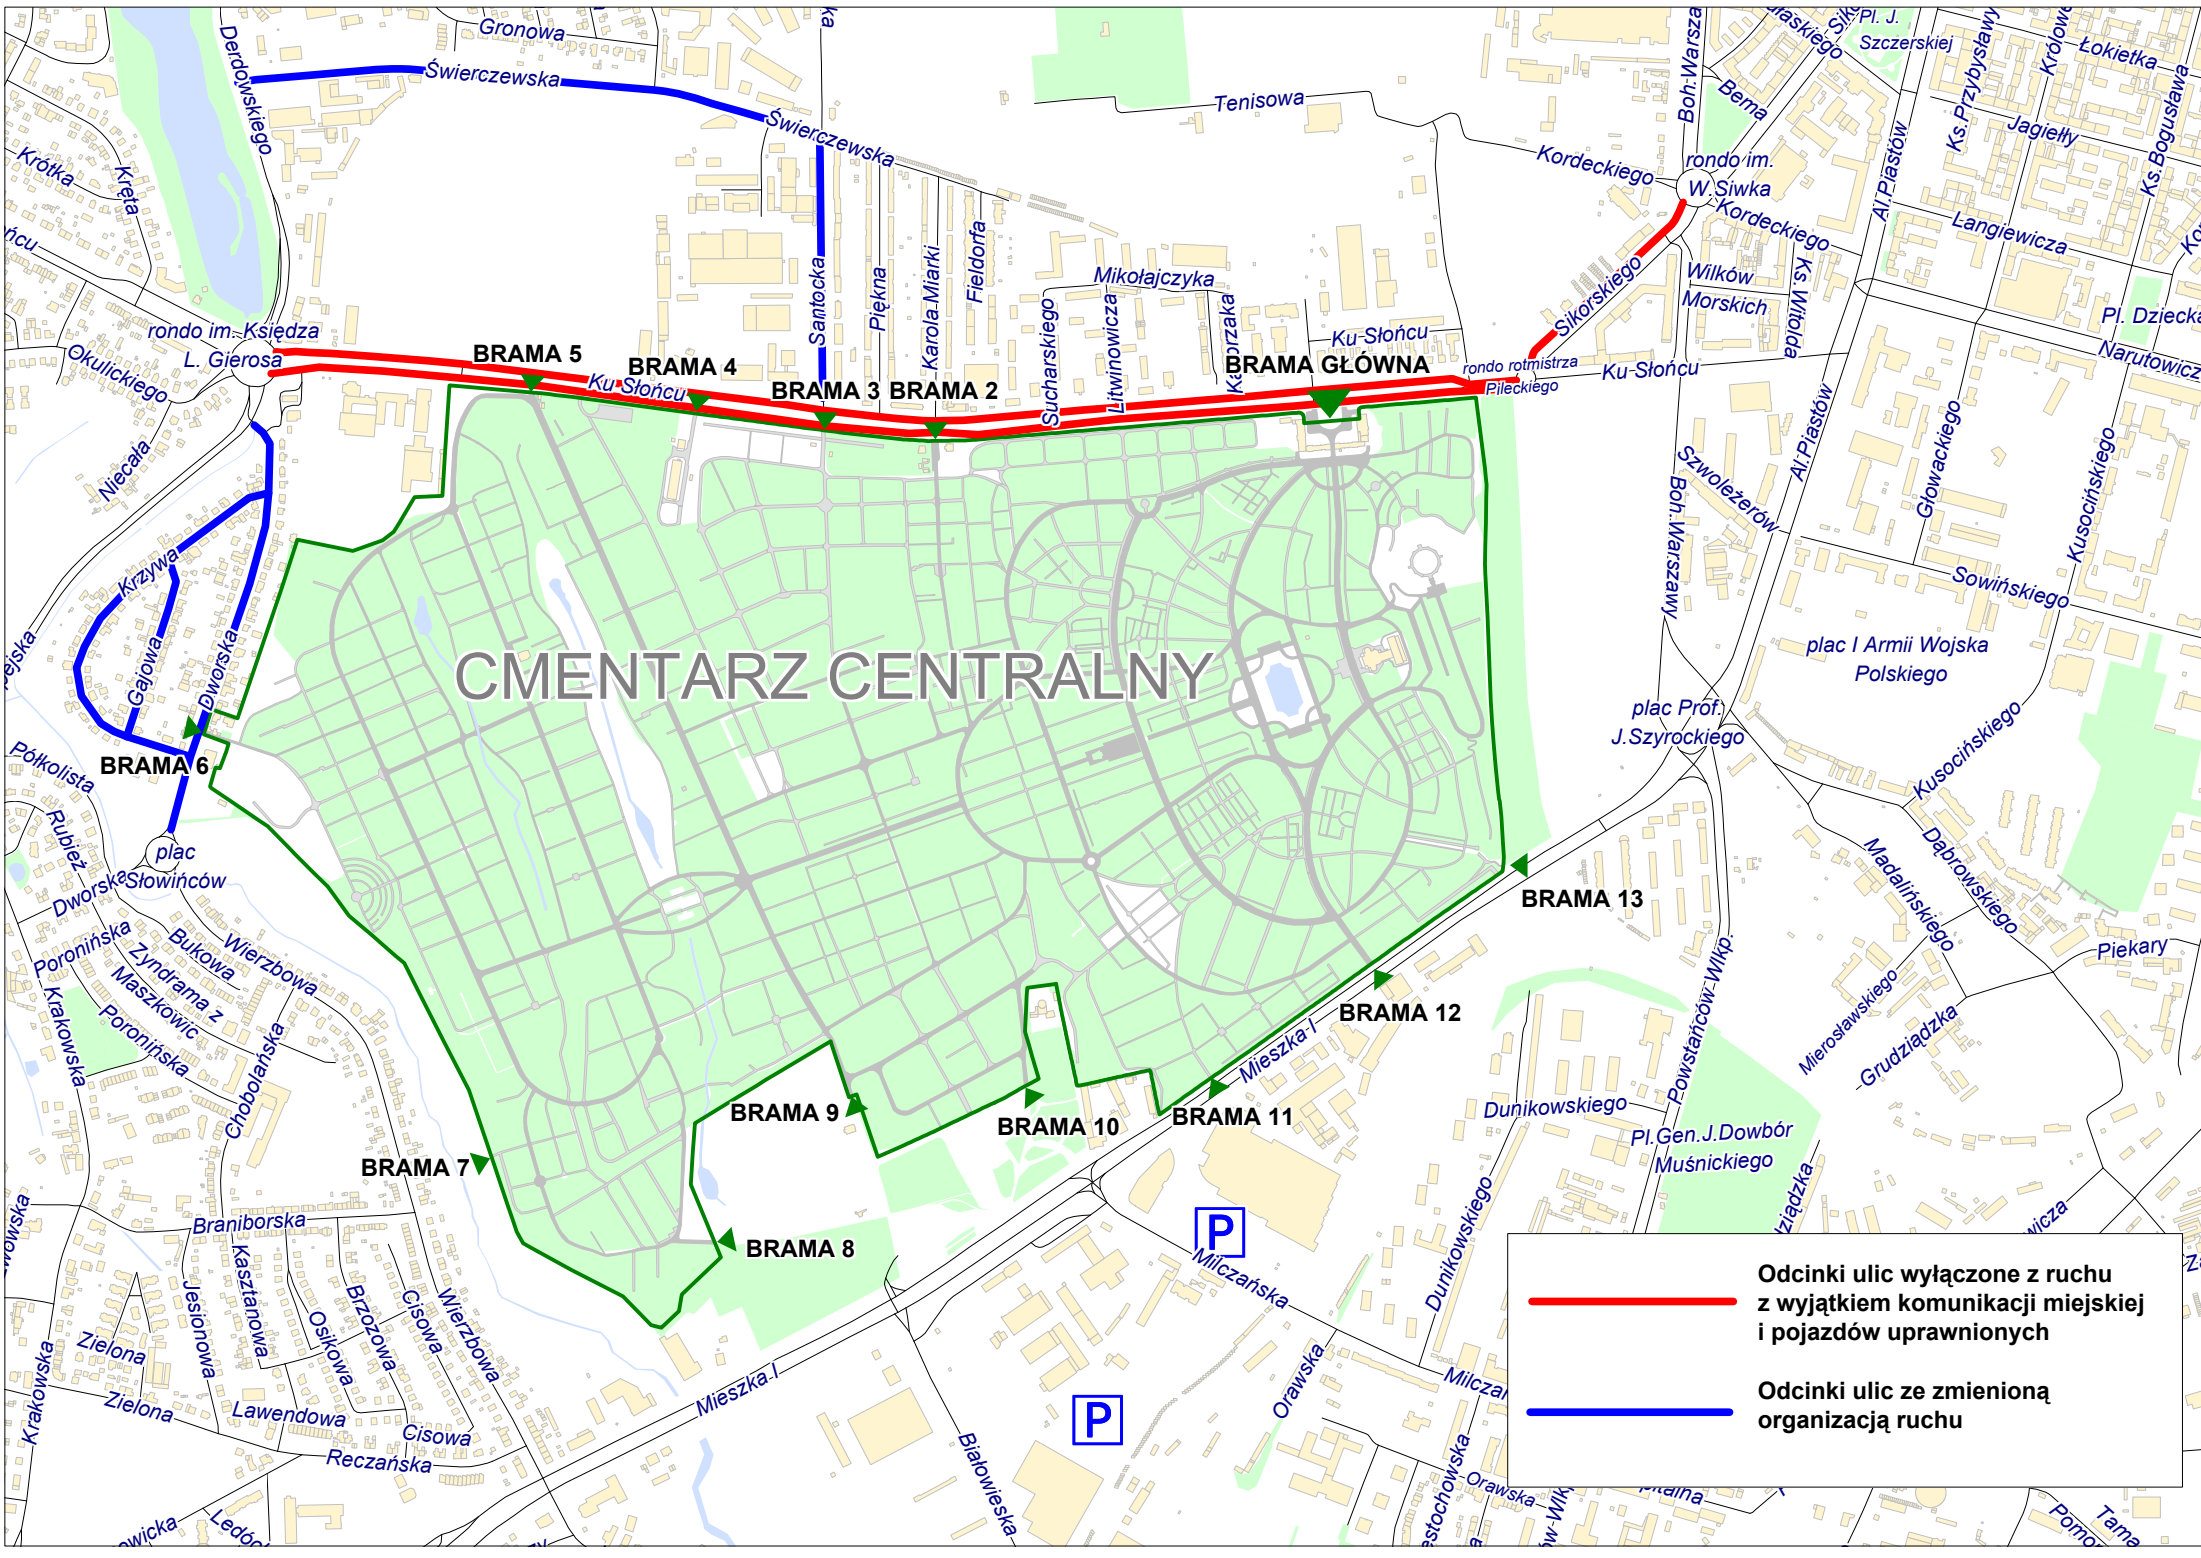 Gronowa
Derdowskiego
Świerczewska
Świerczewska
Tenisowa
Boh-Warsza
Bema
Pl. J.
Szczerskiej
Ks.Przybysławy
Łokietka
Jagiełły
Ks.Bogusława
Al.Piastów
Krótka
Kręta
Kordeckiego
rondo im.
W.Siwka
Kordeckiego
Langiewicza
Wilków
Morskich
Ks. Witolda
Pl. Dziecka
Narutowicz
Santocka
Piękna
Karola Miarki
Fieldorfa
Sucharskiego
Mikołajczyka
Litwinowicza
Sikorskiego
Ku-Słońcu
rondo im. Księdza
L. Gierosa
Okulickiego
Niecała
BRAMA 5
Ku Słońcu
BRAMA 4
BRAMA 3
BRAMA 2
BRAMA GŁÓWNA
rondo rotmistrza
Pileckiego
Ku Słońcu
Al.Piastów
Głowackiego
Kusocińskiego
Szwoleżerów
Boh.Warszawy
Sowińskiego
plac I Armii Wojska
Polskiego
Krzywa
Gajowa
Dworska
CMENTARZ CENTRALNY
plac Prof.
J.Szyrockiego
Kusocińskiego
BRAMA 6
Półkolista
Rubież
plac
Słowińców
Dworska
Poronińska
Bukowa
Wierzbowa
Zyndrama z
Maszkowic
Poronińska
Krakowska
Chobolańska
BRAMA 13
Madalińskiego
Dąbrowskiego
Piekary
BRAMA 12
Mieszka I
Powstańców-Wlkp.
Mierosławskiego
Grudziądzka
BRAMA 9
BRAMA 10
BRAMA 11
Dunikowskiego
Pl.Gen.J.Dowbór
Muśnickiego
BRAMA 7
BRAMA 8
P
Milczańska
Dunikowskiego
Braniborska
Kasztanowa
Jesionowa
Osikowa
Brzozowa
Cisowa
Wierzbowa
Zielona
Krakowska
Zielona
Lawendowa
Cisowa
Reczańska
Mieszka I
P
Białowieska
Orawska
Orawska
Odcinki ulic wyłączone z ruchu
z wyjątkiem komunikacji miejskiej
i pojazdów uprawnionych
Odcinki ulic ze zmienioną
organizacją ruchu